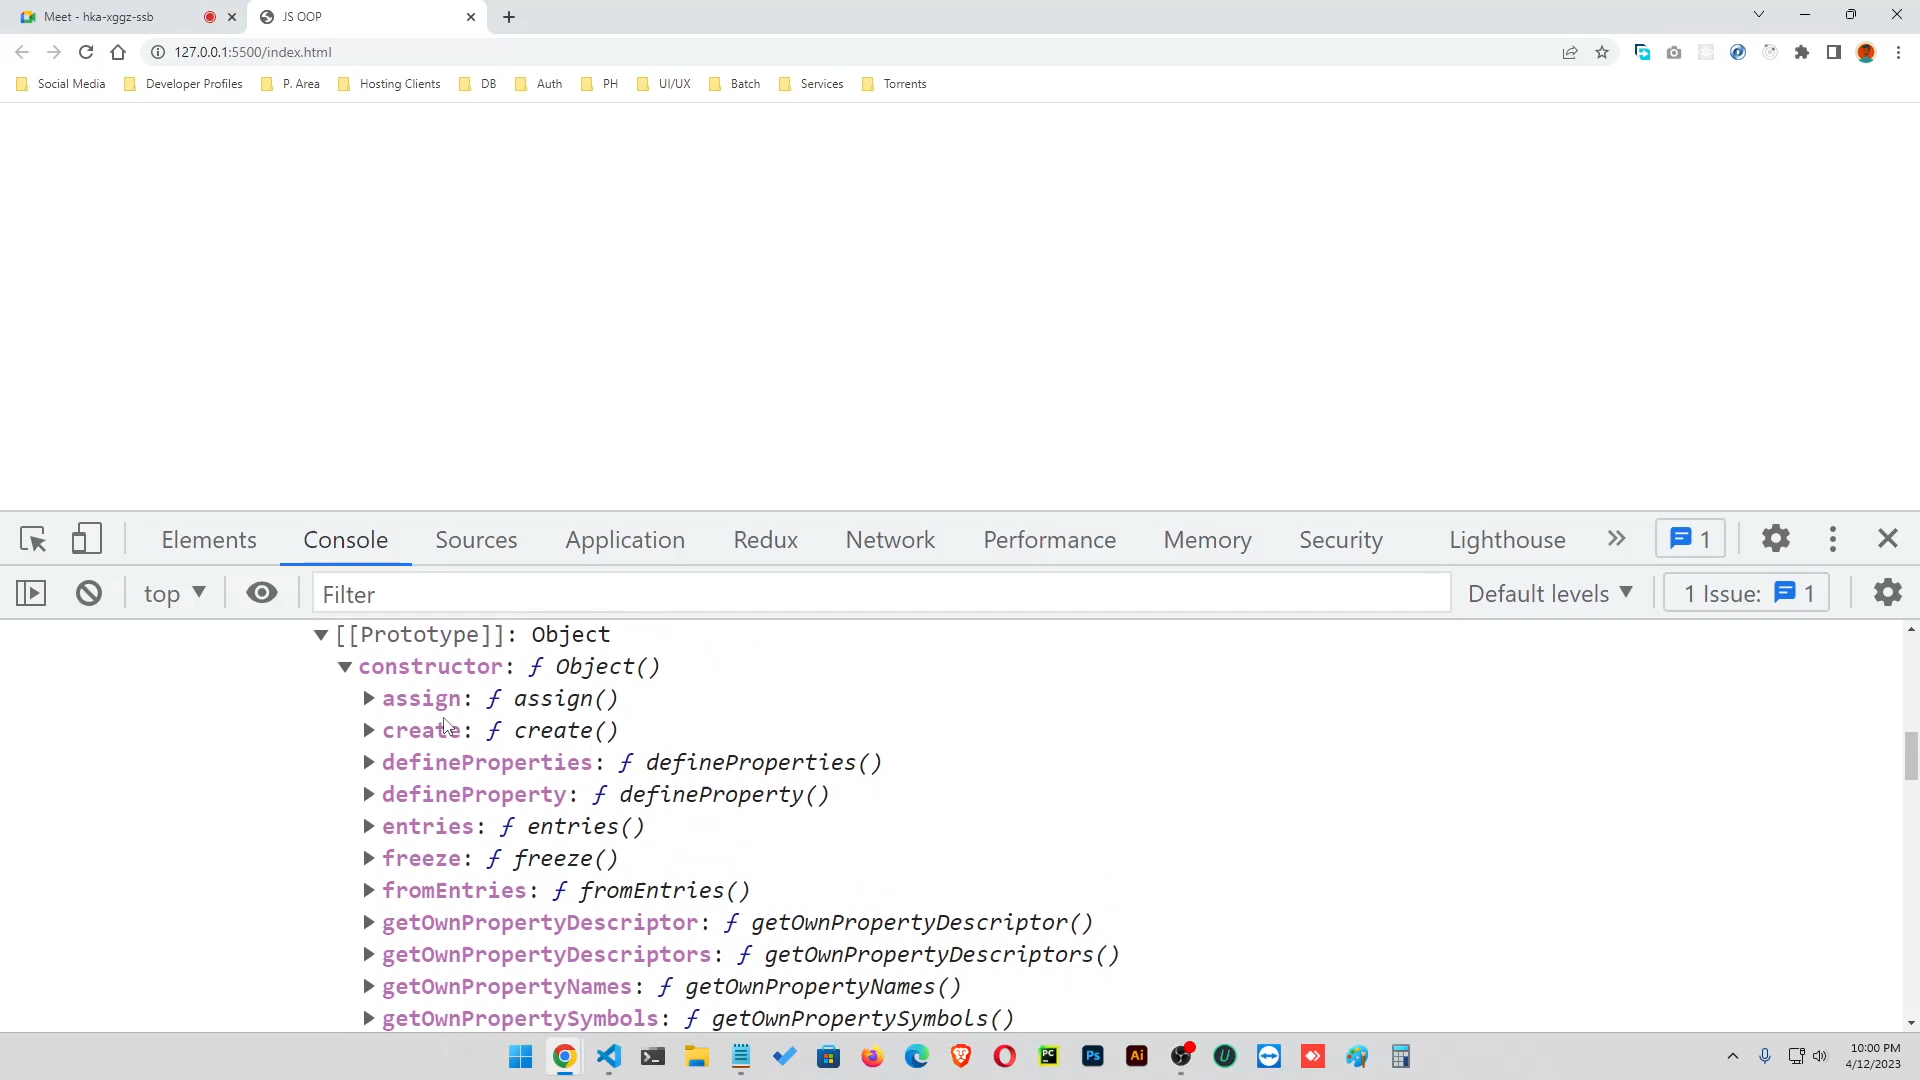 Meet - hka-xggz-ssb
JS OOP
127.0.0.1:5500/index.html
Social Media Developer Profiles P. Area Hosting Clients DB Auth PH UI/UX Batch Services Torrents
Elements Console Sources Application Redux Network Performance Memory Security Lighthouse 1
top Filter Default levels 1 Issue: 1
[[Prototype]]: Object
constructor: ƒ Object()
assign: ƒ assign()
create: ƒ create()
defineProperties: ƒ defineProperties()
defineProperty: ƒ defineProperty()
entries: ƒ entries()
freeze: ƒ freeze()
fromEntries: ƒ fromEntries()
getOwnPropertyDescriptor: ƒ getOwnPropertyDescriptor()
getOwnPropertyDescriptors: ƒ getOwnPropertyDescriptors()
getOwnPropertyNames: ƒ getOwnPropertyNames()
getOwnPropertySymbols: ƒ getOwnPropertySymbols()
PC Ps Ai U
10:00 PM
4/12/2023